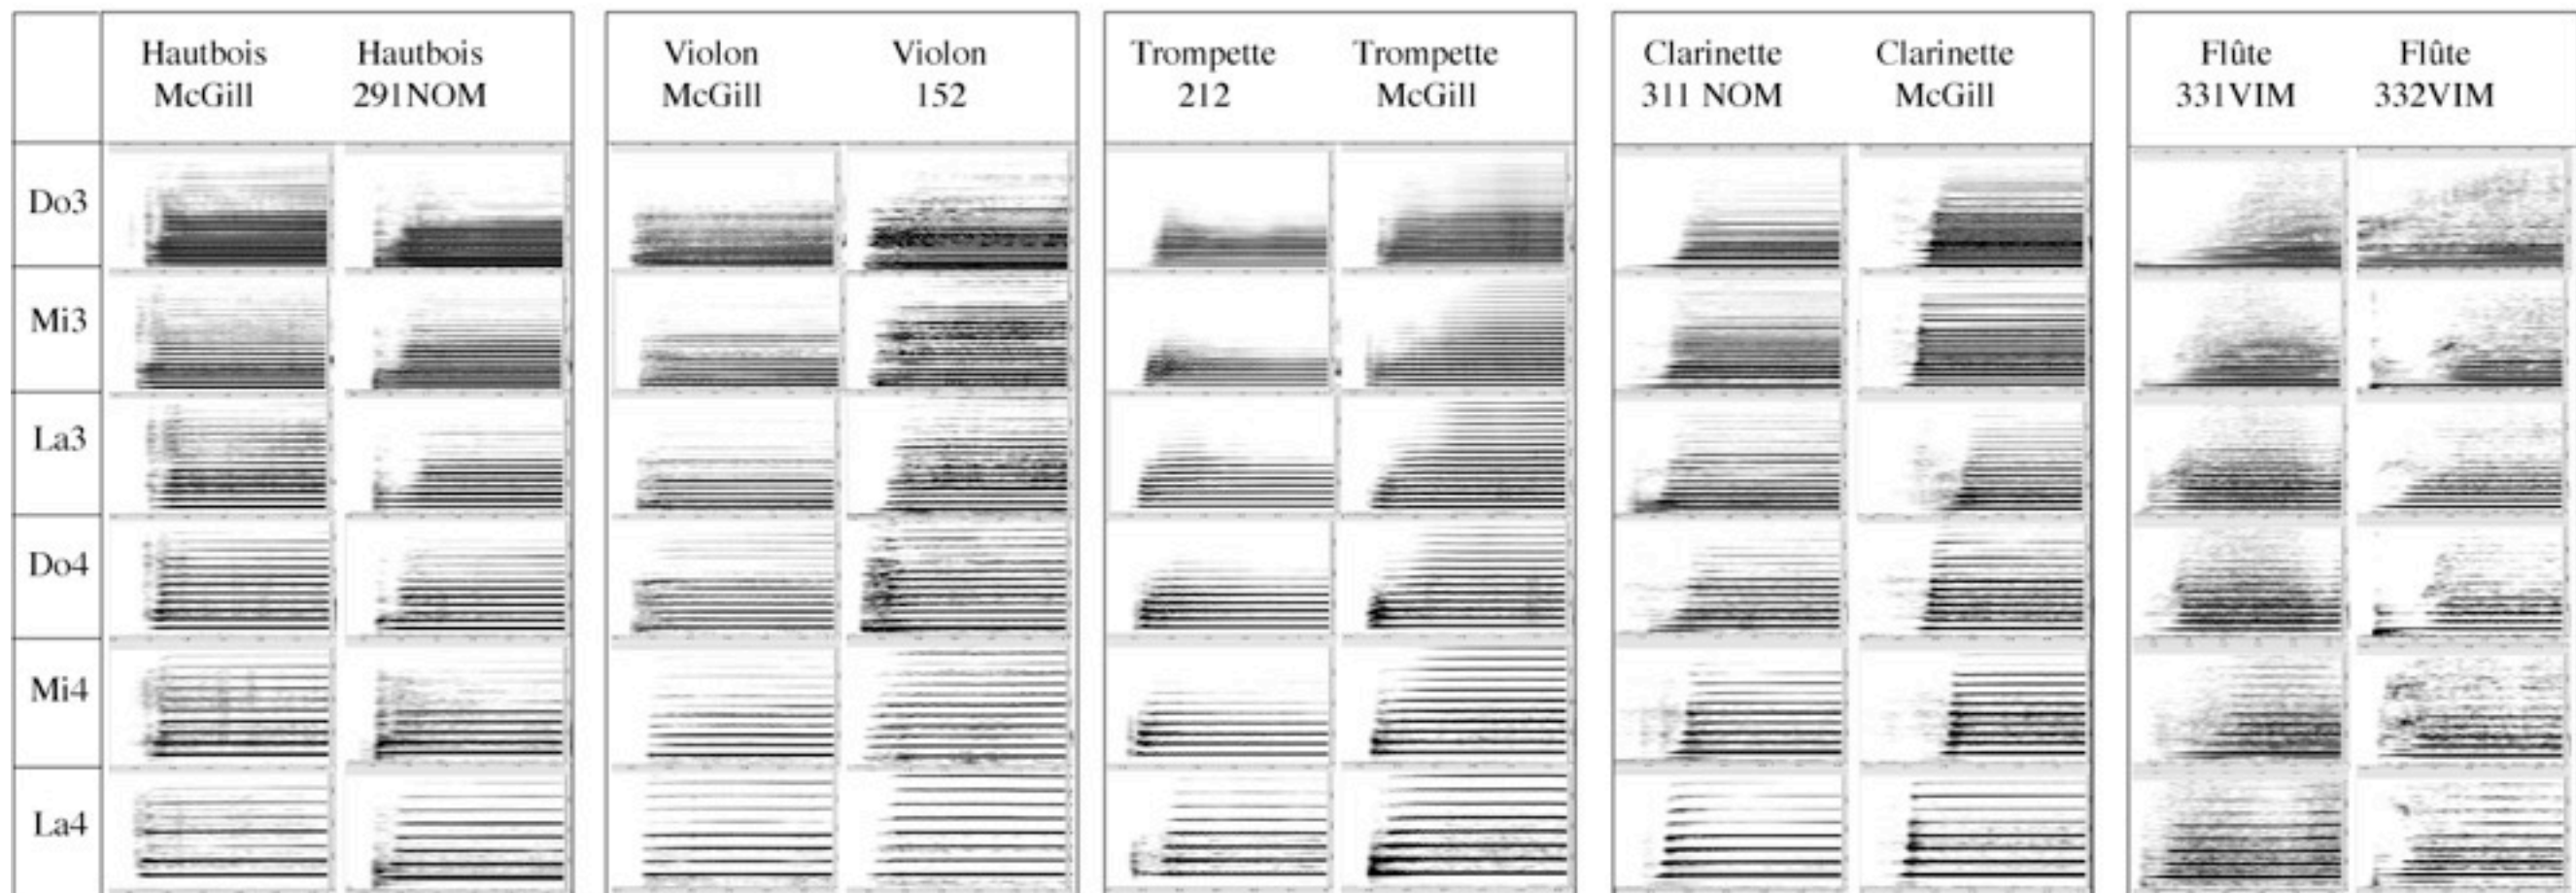 Hautbois McGill
Hautbois 291NOM
Violon McGill
Violon 152
Trompette 212
Trompette McGill
Clarinette 311 NOM
Clarinette McGill
Flûte 331VIM
Flûte 332VIM
Do3
Mi3
La3
Do4
Mi4
La4